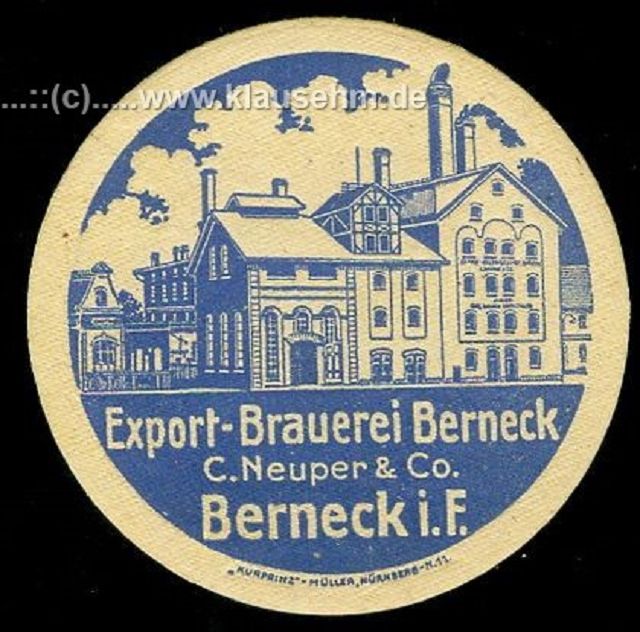 ...::(c).....www.klausehm.de
Export-Brauerei Berneck
C. Neuper & Co.
Berneck i.F.
„KURPRINZ"-MÜLLER, NÜRNBERG-N.11.